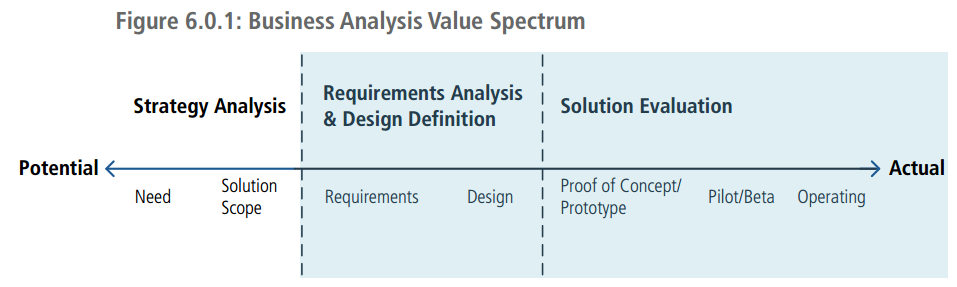 Figure 6.0.1: Business Analysis Value Spectrum
Strategy Analysis
Requirements Analysis
& Design Definition
Solution Evaluation
Potential
Actual
Need
Solution
Scope
Requirements
Design
Proof of Concept/
Prototype
Pilot/Beta
Operating